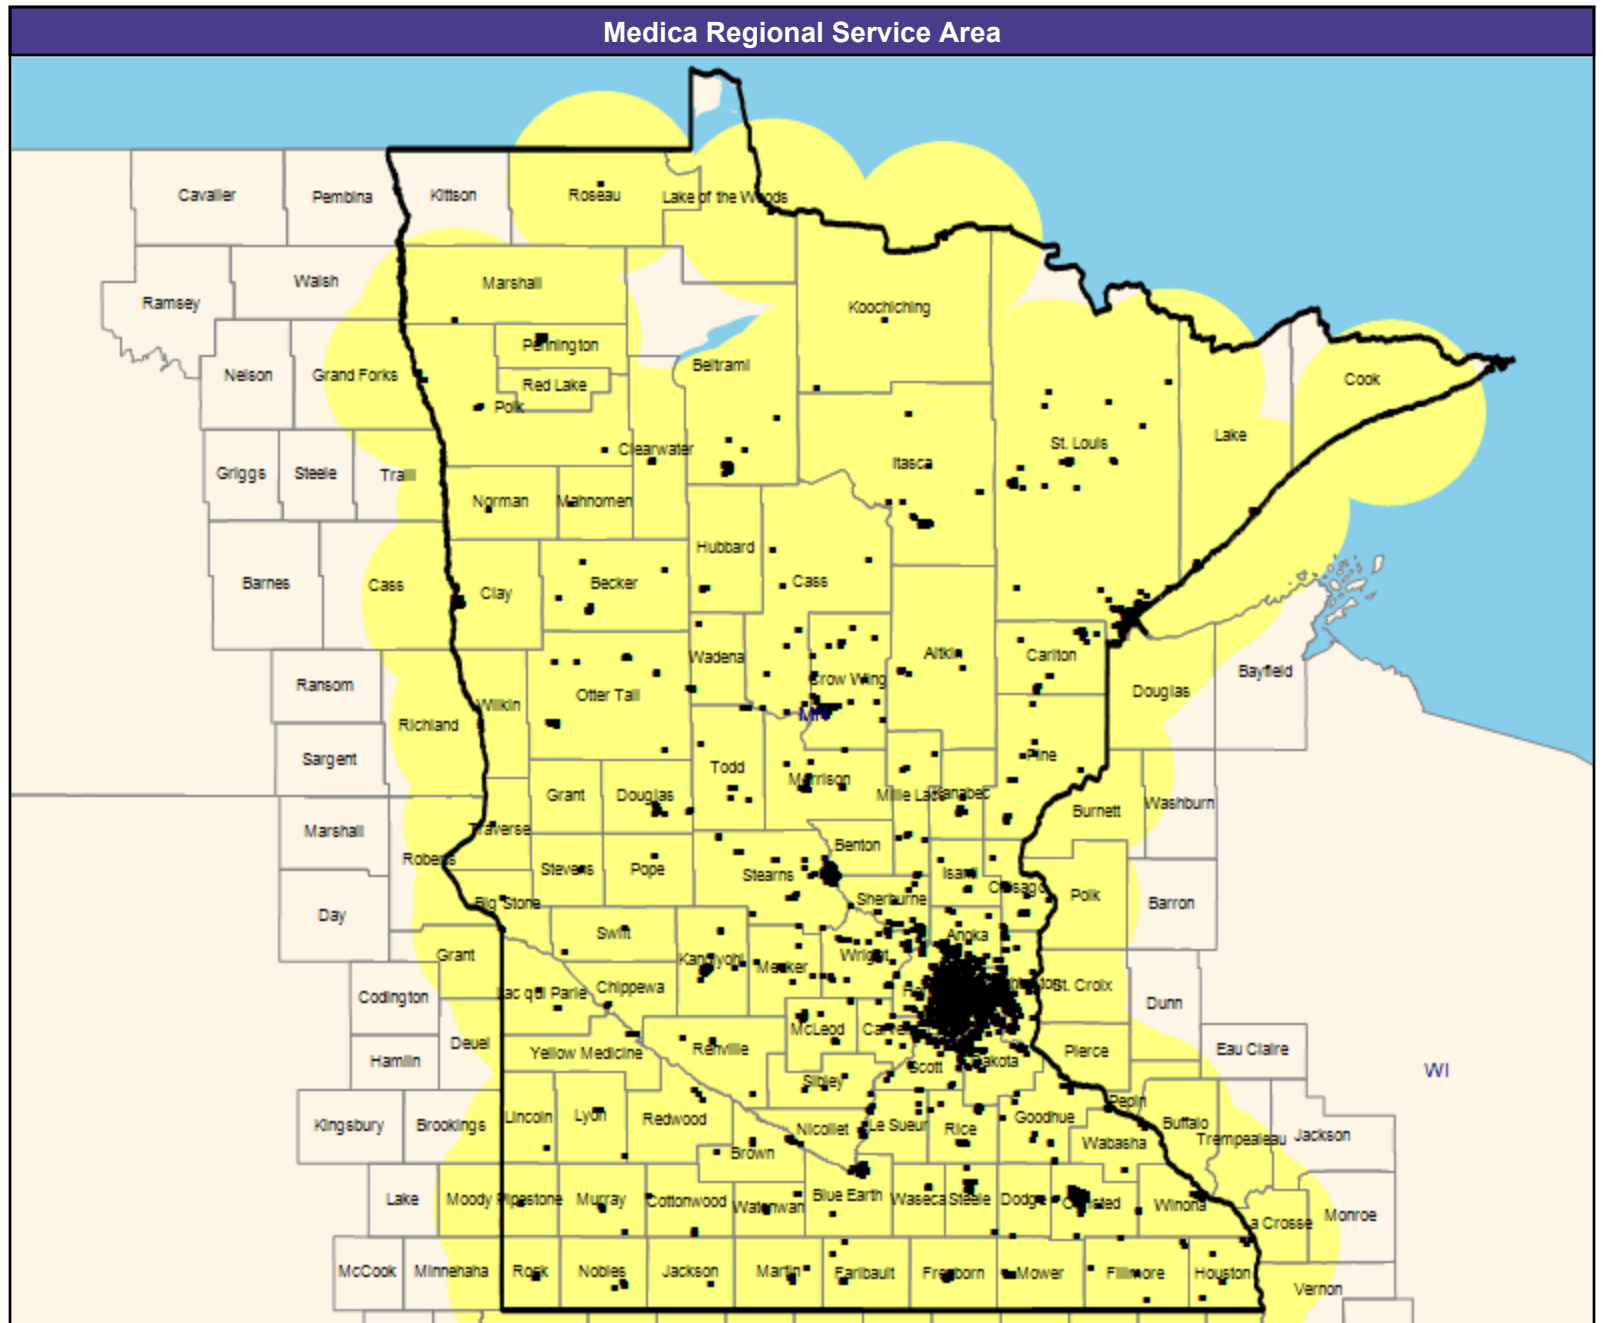 Medica Regional Service Area
Cavalier
Pembina
Kittson
Roseau
Lake of the Woods
Ramsey
Walsh
Marshall
Koochiching
Nelson
Grand Forks
Pennington
Red Lake
Polk
Beltrami
Cook
Griggs
Steele
Traill
Clearwater
Itasca
St. Louis
Lake
Norman
Mahnomen
Barnes
Cass
Clay
Becker
Hubbard
Cass
Ransom
Richland
Wilkin
Otter Tail
Wadena
Crow Wing
MN
Aitkin
Carlton
Douglas
Bayfield
Sargent
Grant
Douglas
Todd
Morrison
Mille Lacs
Kanabec
Pine
Burnett
Washburn
Marshall
Roberts
Traverse
Stevens
Pope
Stearns
Benton
Sherburne
Isanti
Chisago
Polk
Barron
Day
Big Stone
Grant
Swift
Kandiyohi
Meeker
Wright
Anoka
St. Croix
Dunn
Codington
Lac qui Parle
Chippewa
Hamlin
Deuel
Yellow Medicine
Renville
McLeod
Carver
Scott
Dakota
Pierce
Eau Claire
WI
Sibley
Kingsbury
Brookings
Lincoln
Lyon
Redwood
Brown
Nicollet
Le Sueur
Rice
Goodhue
Wabasha
Pepin
Buffalo
Trempealeau
Jackson
Lake
Moody
Pipestone
Murray
Cottonwood
Watonwan
Blue Earth
Waseca
Steele
Dodge
Olmsted
Winona
La Crosse
Monroe
McCook
Minnehaha
Rock
Nobles
Jackson
Martin
Faribault
Freeborn
Mower
Fillmore
Houston
Vernon